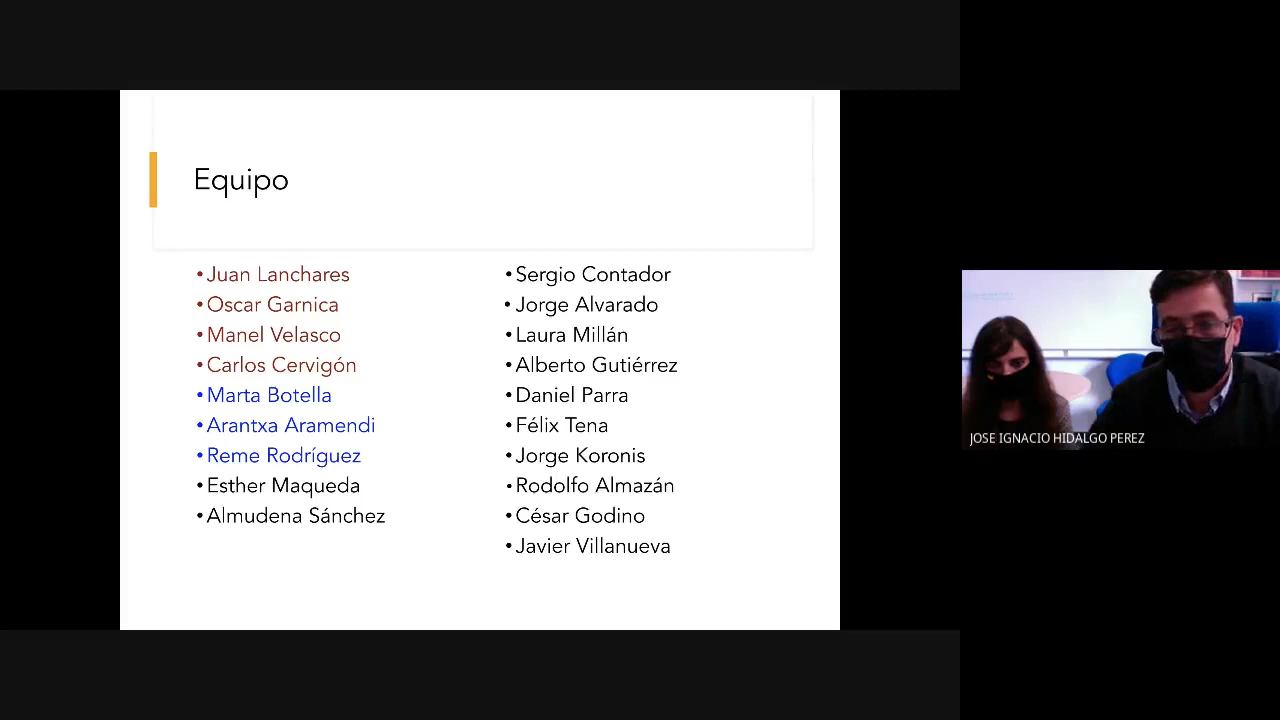 Equipo
•Juan Lanchares
•Oscar Garnica
•Manel Velasco
•Carlos Cervigón
•Marta Botella
•Arantxa Aramendi
•Reme Rodríguez
•Esther Maqueda
•Almudena Sánchez
•Sergio Contador
•Jorge Alvarado
•Laura Millán
•Alberto Gutiérrez
•Daniel Parra
•Félix Tena
•Jorge Koronis
•Rodolfo Almazán
•César Godino
•Javier Villanueva
JOSE IGNACIO HIDALGO PEREZ